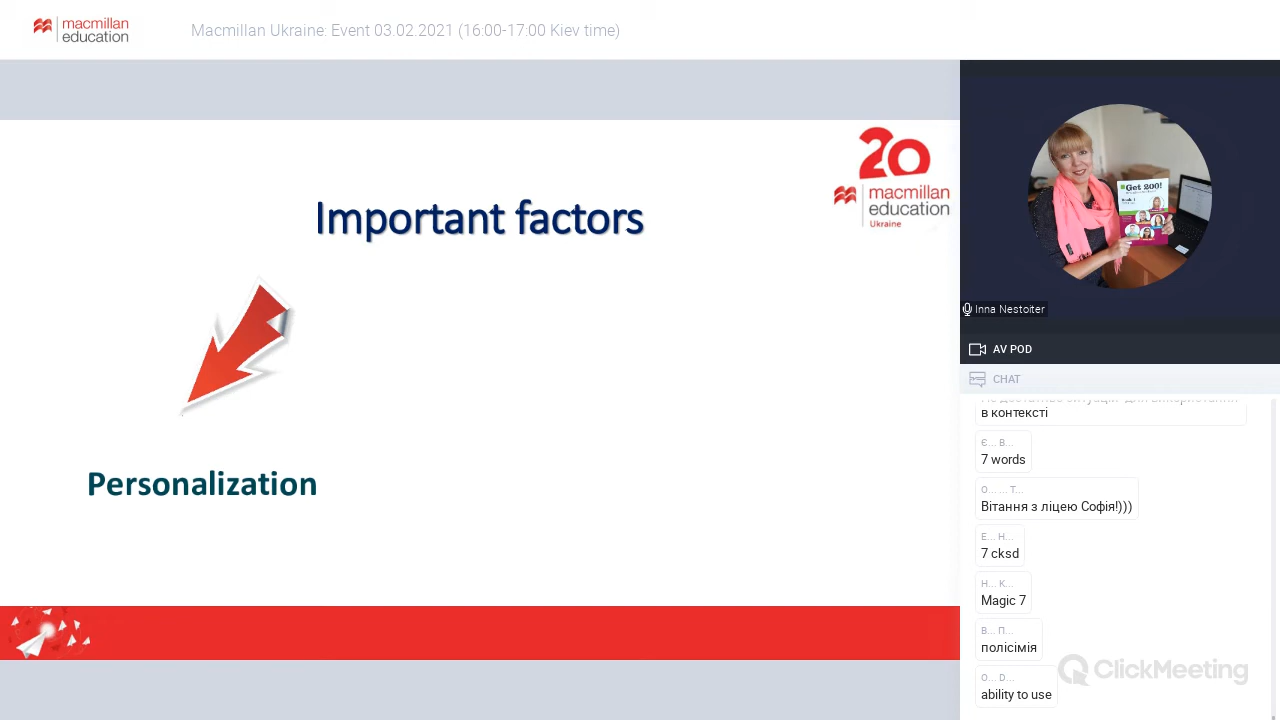 macmillan
education
Macmillan Ukraine: Event 03.02.2021 (16:00-17:00 Kiev time)
20
macmillan
education
Ukraine
Important factors
Personalization
Get 200!
Inna Nestoiter
AV POD
CHAT
в контексті
Є... В...
7 words
О... ... Т...
Вітання з ліцею Софія!)))
Е... Н...
7 cksd
Н... К...
Magic 7
В... П...
полісімія
О... D...
ability to use
ClickMeeting